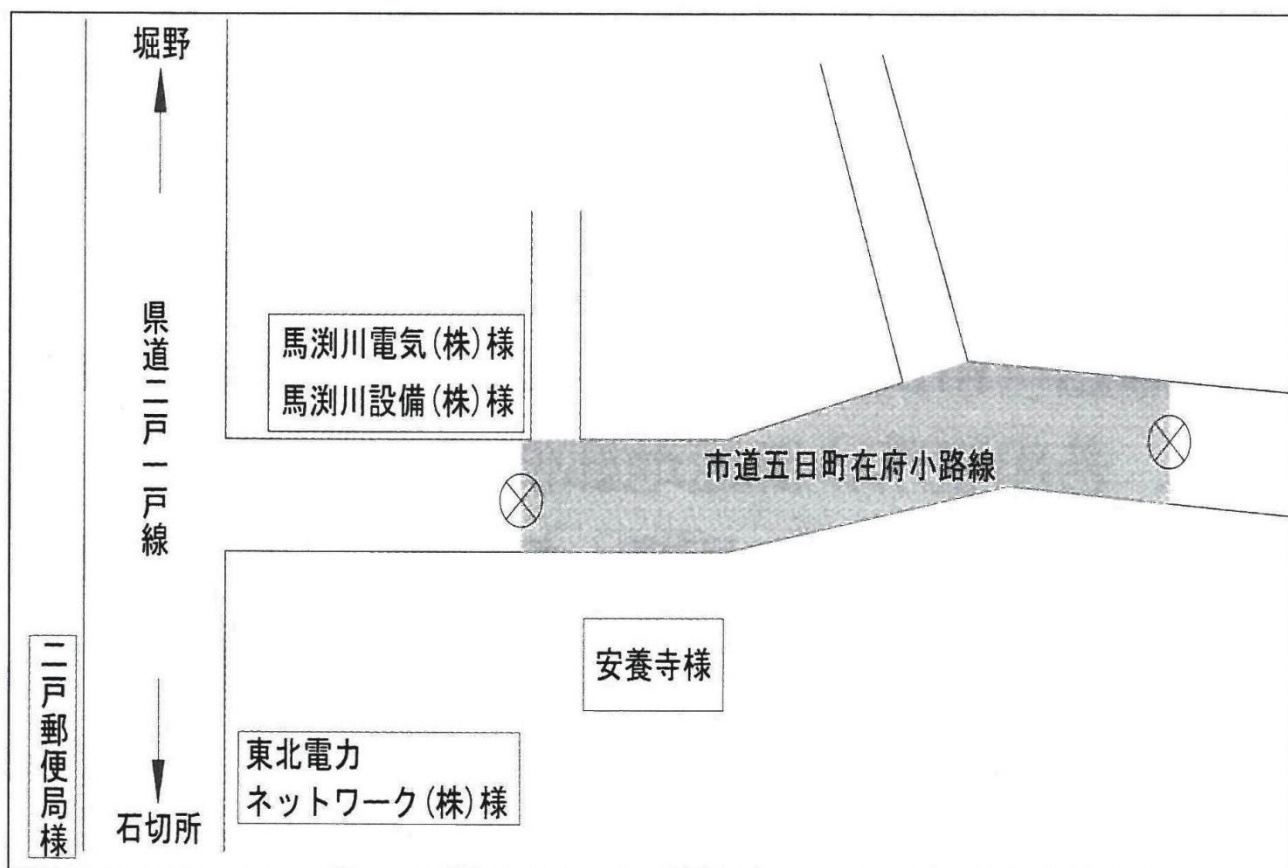 堀野
県道二戸一戸線
馬渕川電気(株)様
馬渕川設備(株)様
市道五日町在府小路線
安養寺様
二戸郵便局様
東北電力
ネットワーク(株)様
石切所